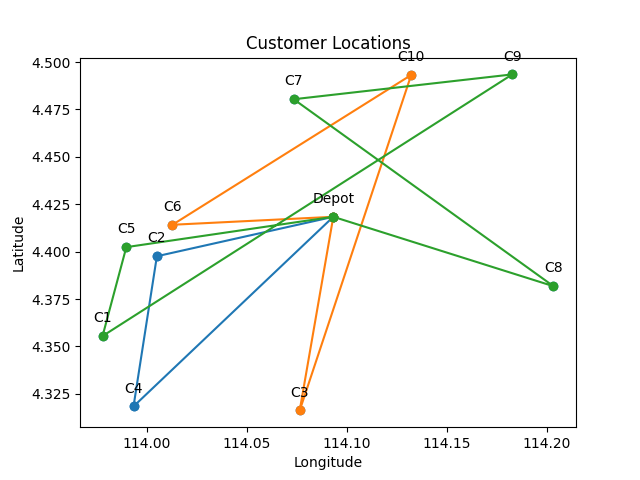 Customer Locations
C10
C9
C7
C6
Depot
C5
C2
C8
C1
C4
C3
4.500
4.475
4.450
4.425
4.400
4.375
4.350
4.325
Latitude
114.00
114.05
114.10
114.15
114.20
Longitude